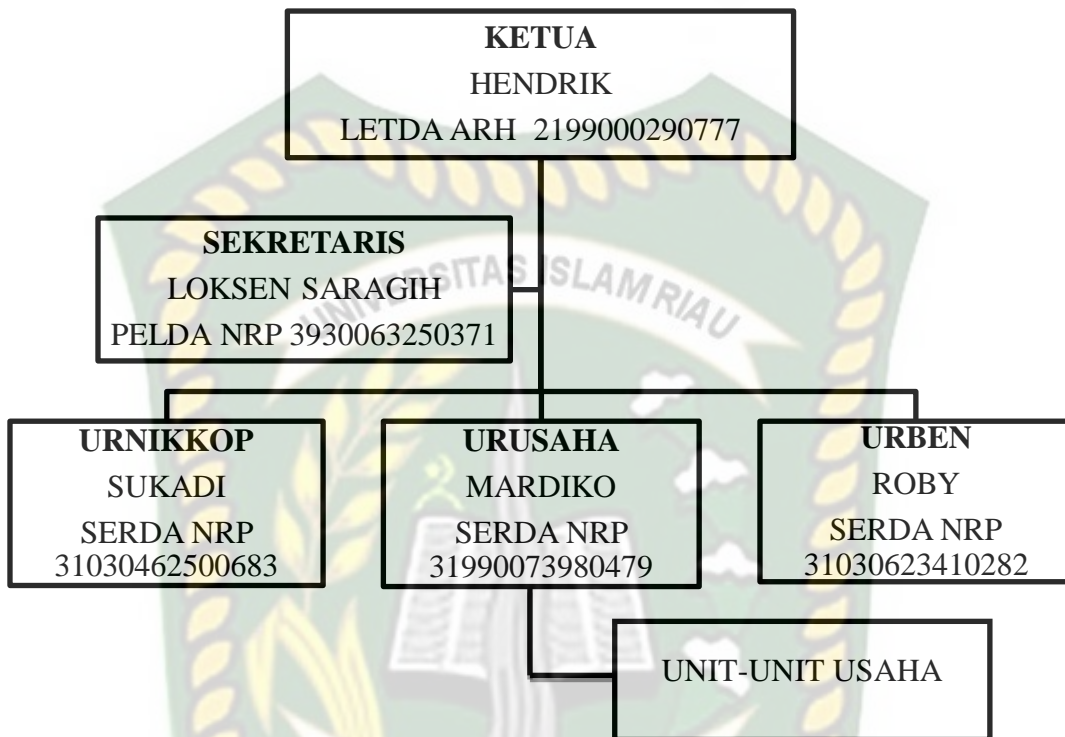 KETUA
HENDRIK
LETDA ARH 2199000290777
SEKRETARIS
LOKSEN SARAGIH
PELDA NRP 3930063250371
UNIVERSITAS ISLAM RIAU
URNIKKOP
SUKADI
SERDA NRP
31030462500683
URUSAHA
MARDIKO
SERDA NRP
31990073980479
URBEN
ROBY
SERDA NRP
31030623410282
UNIT-UNIT USAHA